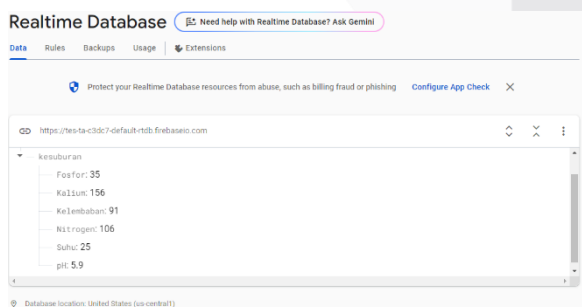 Realtime Database Need help with Realtime Database? Ask Gemini
Data Rules Backups Usage Extensions
Protect your Realtime Database resources from abuse, such as billing fraud or phishing Configure App Check
https://tes-ta-c3dc7-default-rtdb.firebaseio.com
kesuburan
Fosfor: 35
Kalium: 156
Kelembaban: 91
Nitrogen: 106
Suhu: 25
pH: 5.9
Database location: United States (us-central1)